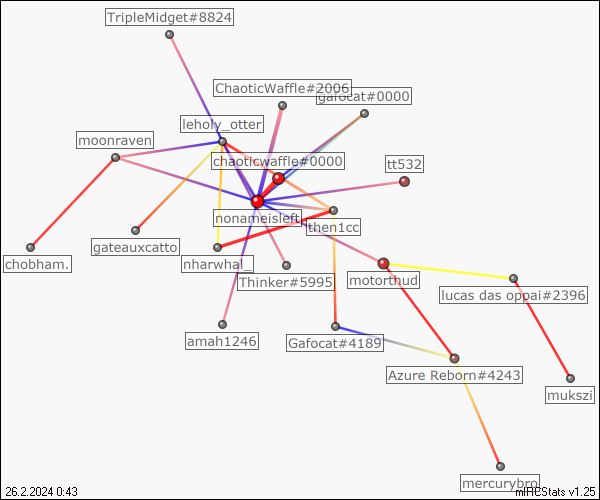 TripleMidget#8824
ChaoticWaffle#2006
gafocat#0000
leholy_otter
moonraven
chaoticwaffle#0000
tt532
nonameisleft
then1cc
gateauxcatto
nharwhal_
chobham.
Thinker#5995
motorthud
lucas das oppai#2396
amah1246
Gafocat#4189
Azure Reborn#4243
mukszi
mercurybro
26.2.2024 0:43
mIRCStats v1.25